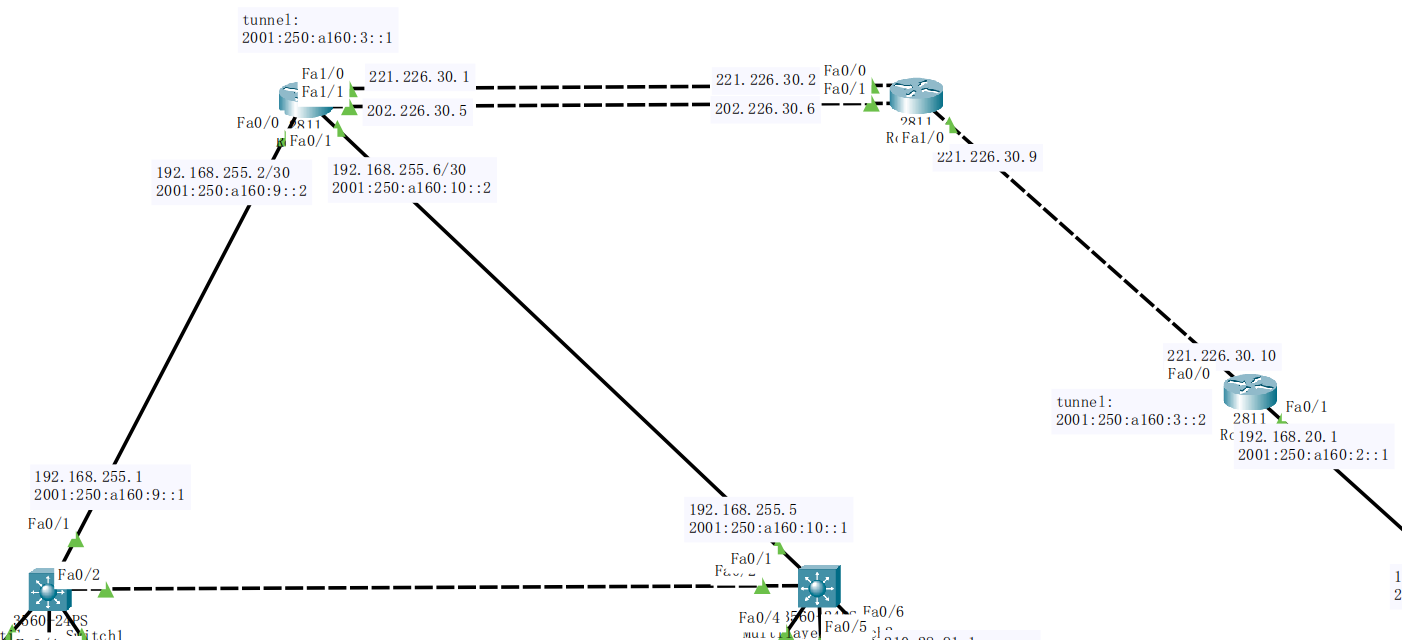 tunnel:
2001:250:a160:3::1
Fa1/0
Fa1/1
221.226.30.1
202.226.30.5
221.226.30.2
202.226.30.6
Fa0/0
Fa0/1
2811
Fa1/0
221.226.30.9
Fa0/0
2811
Fa0/1
192.168.255.2/30
2001:250:a160:9::2
192.168.255.6/30
2001:250:a160:10::2
221.226.30.10
Fa0/0
tunnel:
2001:250:a160:3::2
2811
Fa0/1
192.168.20.1
2001:250:a160:2::1
192.168.255.1
2001:250:a160:9::1
Fa0/1
Fa0/2
3560-24PS
192.168.255.5
2001:250:a160:10::1
Fa0/1
Fa0/2
Fa0/4
Fa0/5
Fa0/6